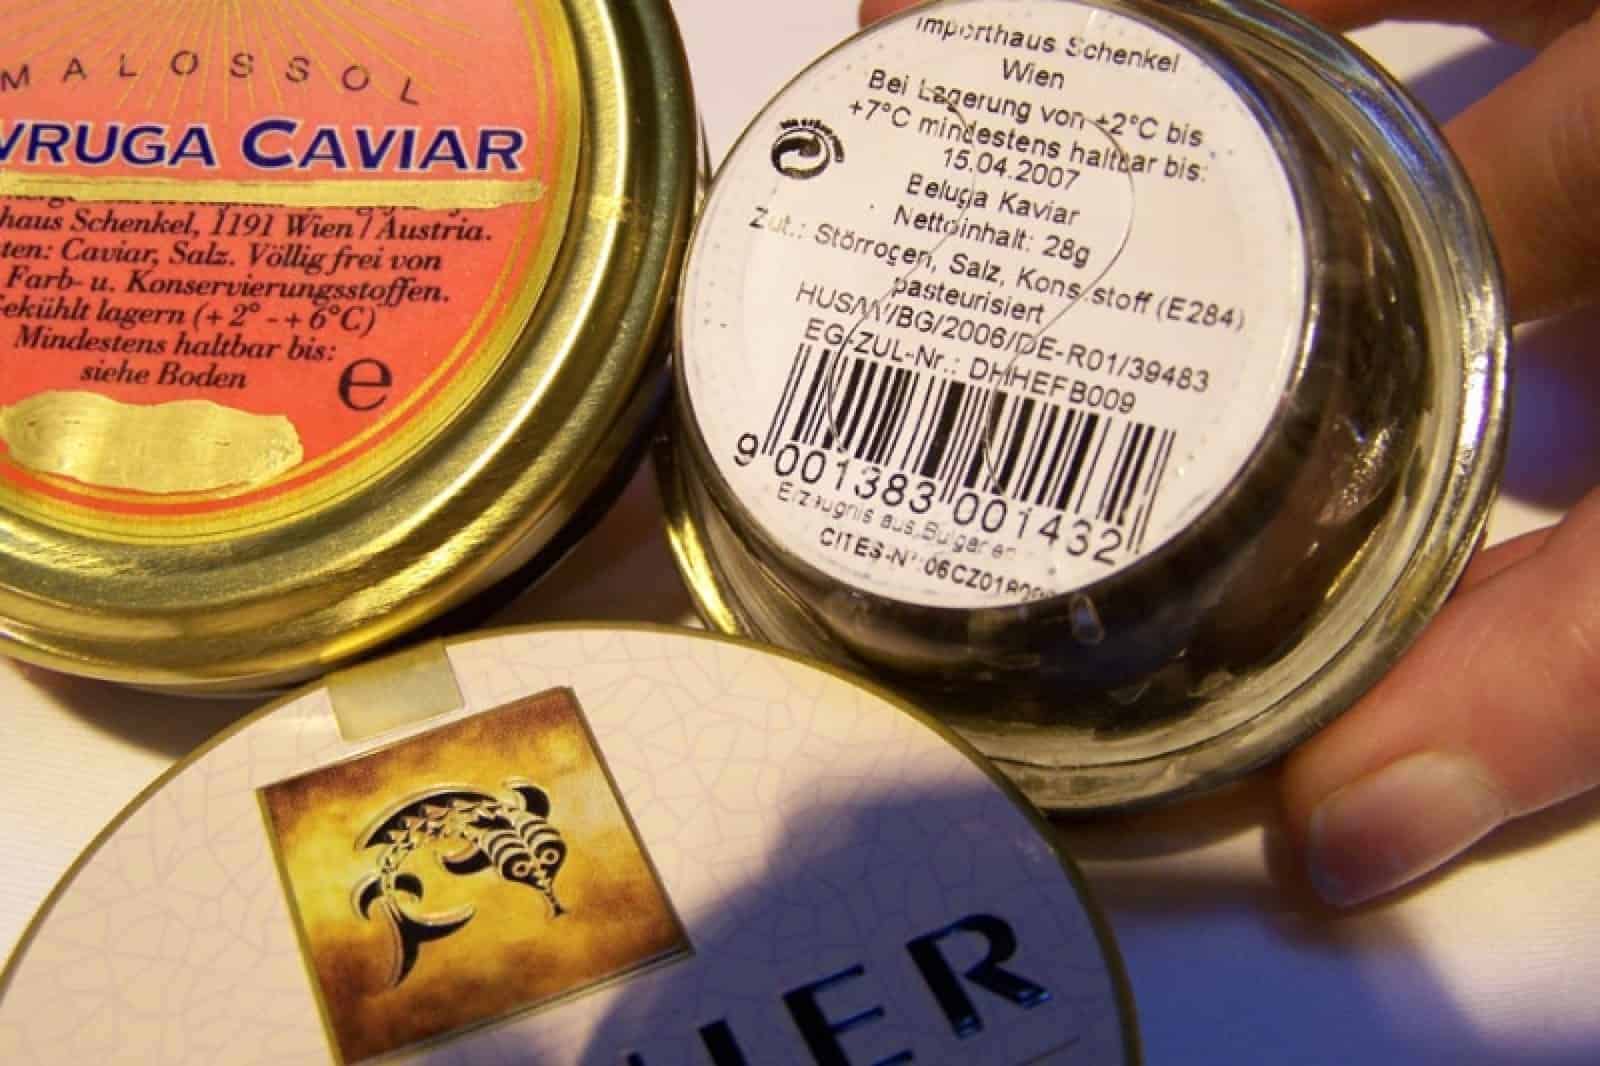 MALOSSOL
VRUGA CAVIAR
haus Schenkel, 1191 Wien / Austria.
ten: Caviar, Salz. Völlig frei von
Farb- u. Konservierungsstoffen.
ekühlt lagern (+2° - +6°C)
Mindestens haltbar bis:
siehe Boden
e
Importhaus Schenkel
Wien
Bei Lagerung von +2°C bis
+7°C mindestens haltbar bis:
15.04.2007
Beluga Kaviar
Nettoinhalt: 28g
Zut.: Störrogen, Salz, Kons.stoff (E284)
pasteurisiert
HUS/W/BG/2006/DE-R01/39483
EG-ZUL-Nr.: DHHEFB009
9 001383 001432
Erzeugnis aus Bulgarien
CITES-Nr
IER